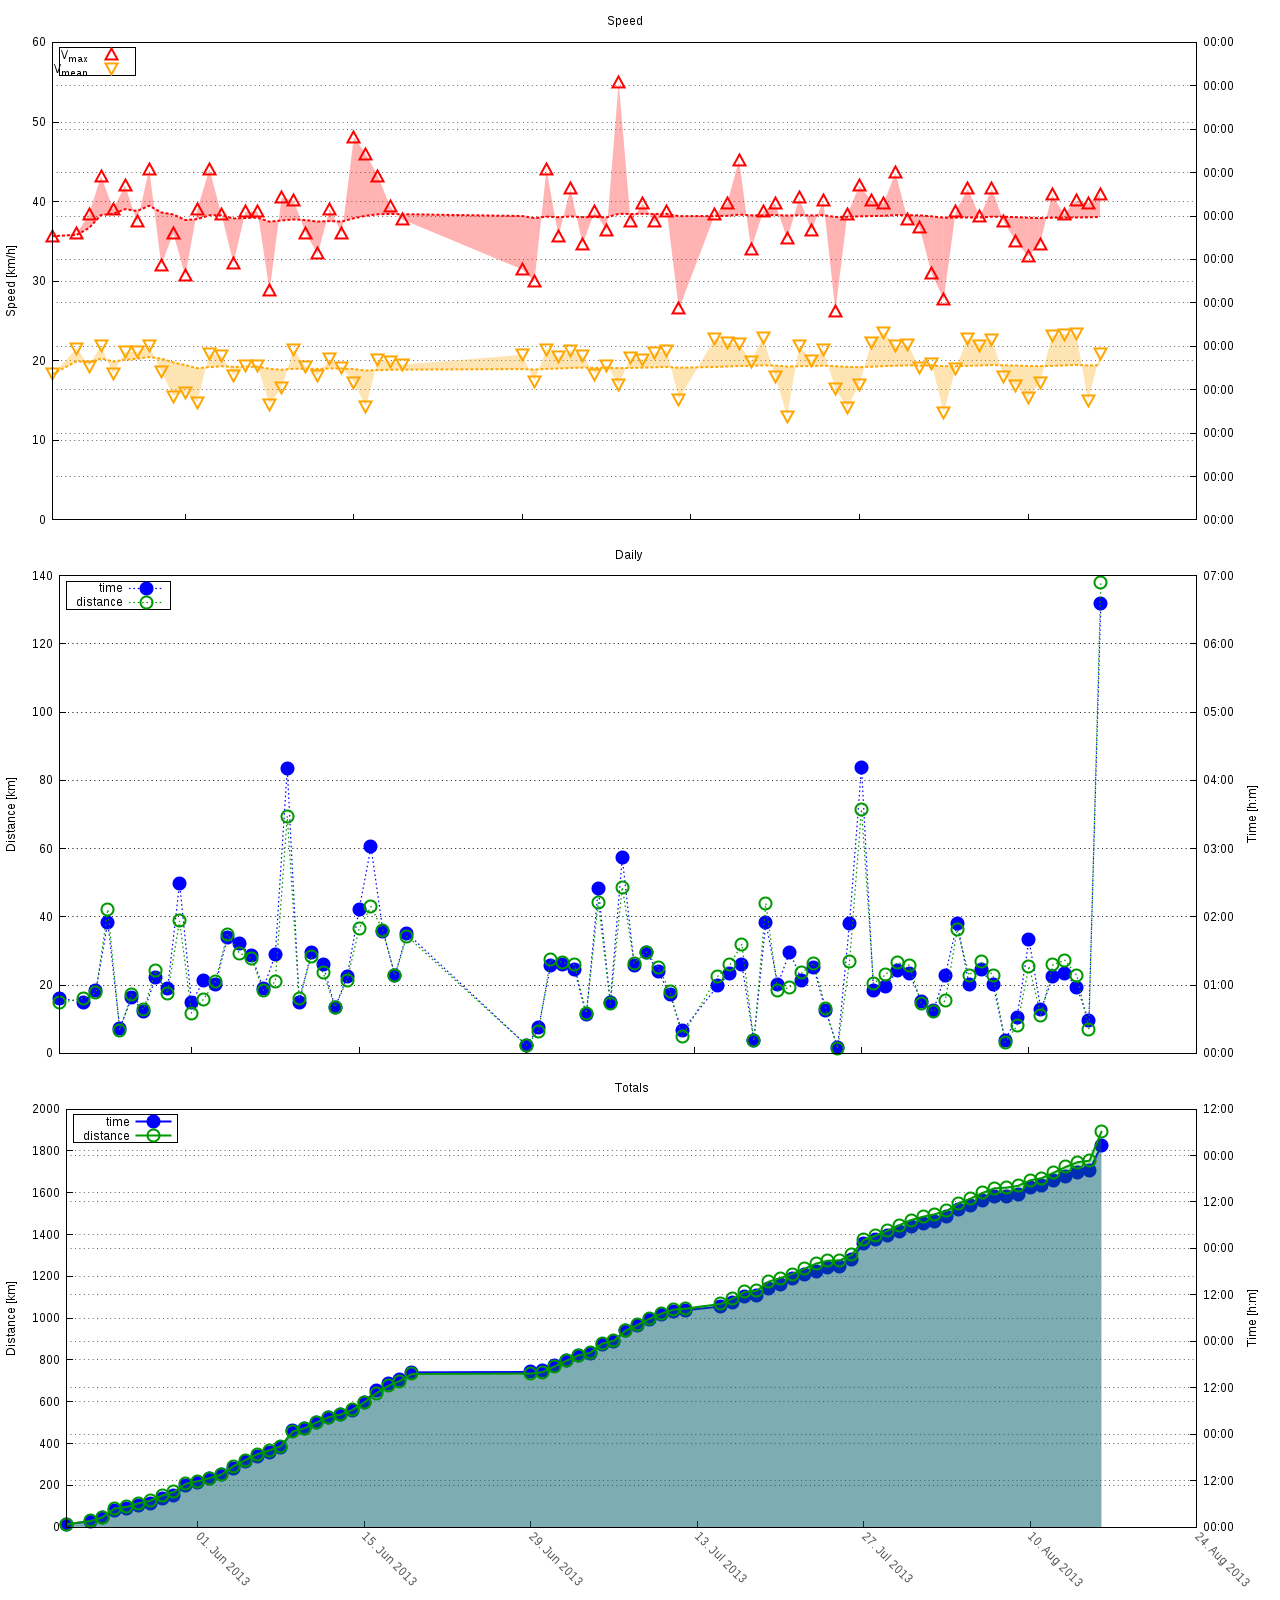 Speed
60
50
40
30
20
10
0
Speed [km/h]
Vmax
Vmean
00:00
00:00
00:00
00:00
00:00
00:00
00:00
00:00
00:00
00:00
00:00
00:00
Daily
140
120
100
80
60
40
20
0
Distance [km]
time
distance
07:00
06:00
05:00
04:00
03:00
02:00
01:00
00:00
Time [h:m]
Totals
2000
1800
1600
1400
1200
1000
800
600
400
200
0
Distance [km]
time
distance
12:00
00:00
12:00
00:00
12:00
00:00
12:00
00:00
12:00
00:00
Time [h:m]
01. Jun 2013
15. Jun 2013
29. Jun 2013
13. Jul 2013
27. Jul 2013
10. Aug 2013
24. Aug 2013